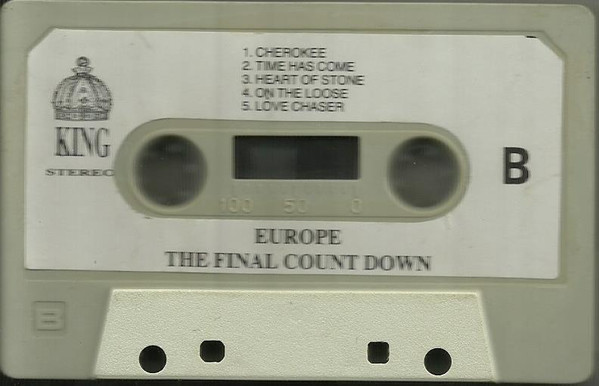 1. CHEROKEE
2. TIME HAS COME
3. HEART OF STONE
4. ON THE LOOSE
5. LOVE CHASER
KING
STEREO
B
100 50 0
EUROPE
THE FINAL COUNT DOWN
B